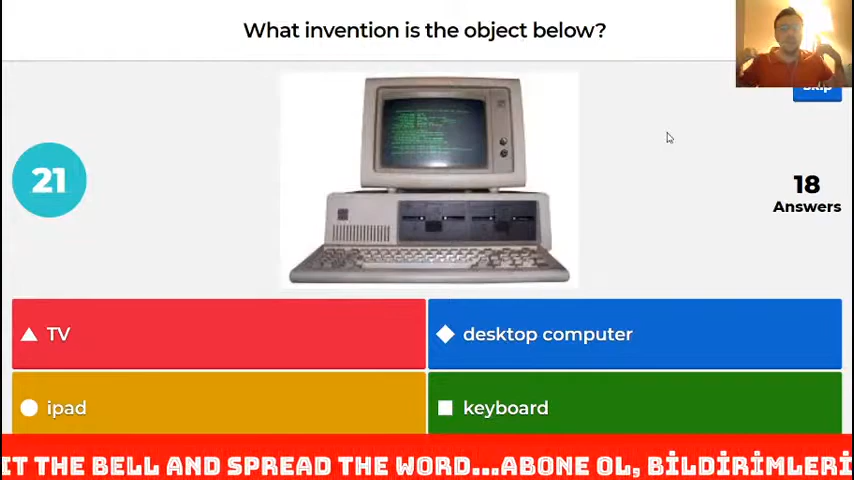 What invention is the object below?
Skip
21
18
Answers
TV
desktop computer
ipad
keyboard
IT THE BELL AND SPREAD THE WORD...ABONE OL, BİLDİRİMLERİ